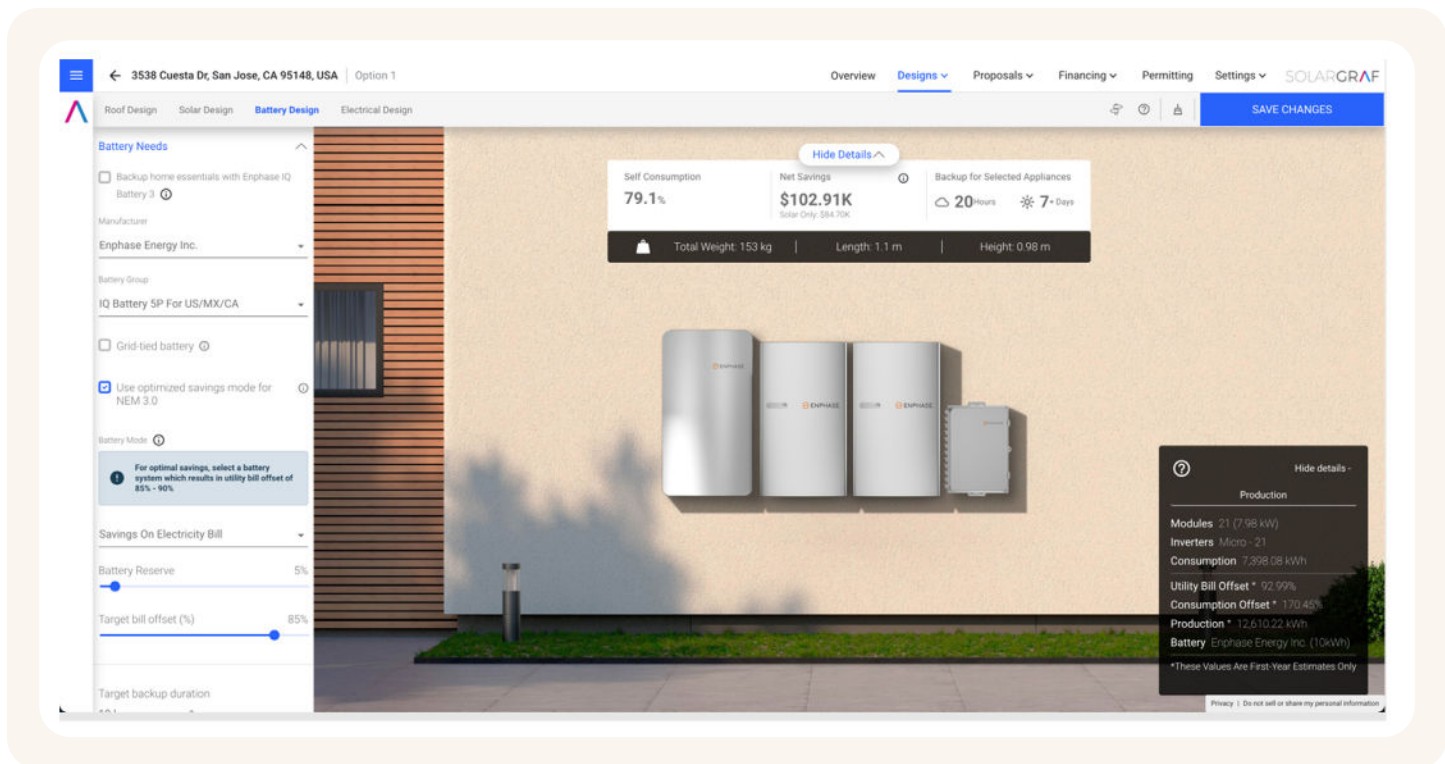 3538 Cuesta Dr, San Jose, CA 95148, USA Option 1
Overview Designs Proposals Financing Permitting Settings SOLARGRAF
Roof Design Solar Design Battery Design Electrical Design
SAVE CHANGES
Battery Needs
Backup home essentials with Enphase IQ
Battery 3
Manufacturer
Enphase Energy Inc.
Battery Group
IQ Battery 5P For US/MX/CA
Grid-tied battery
Use optimized savings mode for
NEM 3.0
Battery Mode
For optimal savings, select a battery
system which results in utility bill offset of
85% - 90%
Savings On Electricity Bill
Battery Reserve 5%
Target bill offset (%) 85%
Target backup duration
Hide Details
Self Consumption
79.1%
Net Savings
$102.91K
Solar Only: $84.70K
Backup for Selected Appliances
20 Hours 7+ Days
Total Weight: 153 kg | Length: 1.1 m | Height: 0.98 m
ENPHASE
ENPHASE
ENPHASE
Hide details -
Production
Modules 21 (7.98 kW)
Inverters Micro - 21
Consumption 7,398.08 kWh
Utility Bill Offset * 92.99%
Consumption Offset * 170.45%
Production * 12,610.22 kWh
Battery Enphase Energy Inc. (10kWh)
*These Values Are First-Year Estimates Only
Privacy | Do not sell or share my personal information